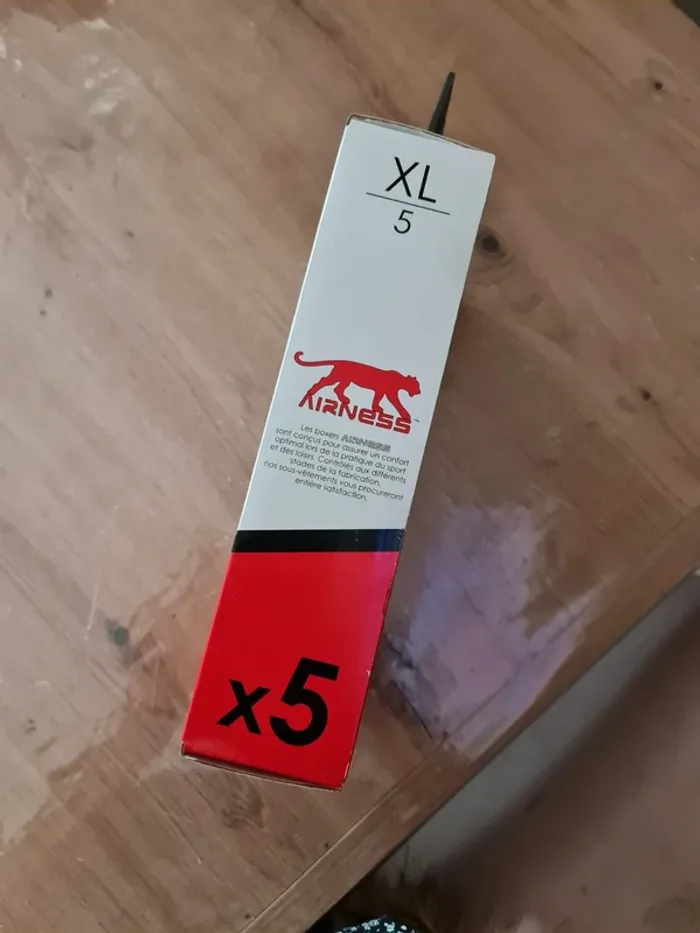 XL
5
AIRNESS
Les boxers AIRNESS
sont conçus pour assurer un confort
optimal lors de la pratique du sport
et des loisirs. Contrôlés aux différents
stades de la fabrication,
nos sous-vêtements vous procureront
entière satisfaction.
x5